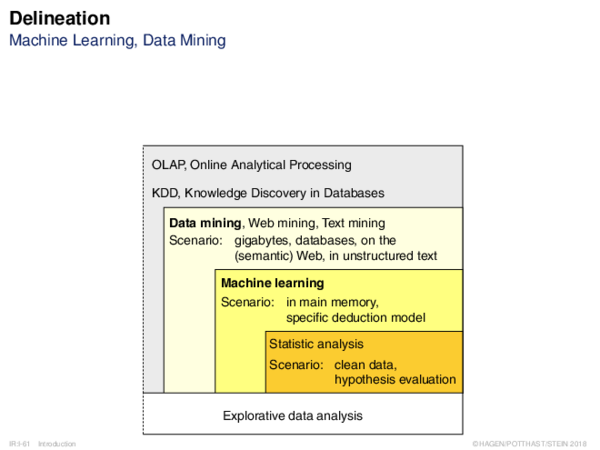 Delineation
Machine Learning, Data Mining
OLAP, Online Analytical Processing
KDD, Knowledge Discovery in Databases
Data mining, Web mining, Text mining
Scenario: gigabytes, databases, on the
(semantic) Web, in unstructured text
Machine learning
Scenario: in main memory,
specific deduction model
Statistic analysis
Scenario: clean data,
hypothesis evaluation
Explorative data analysis
IR:I-61 Introduction
©HAGEN/POTTHAST/STEIN 2018